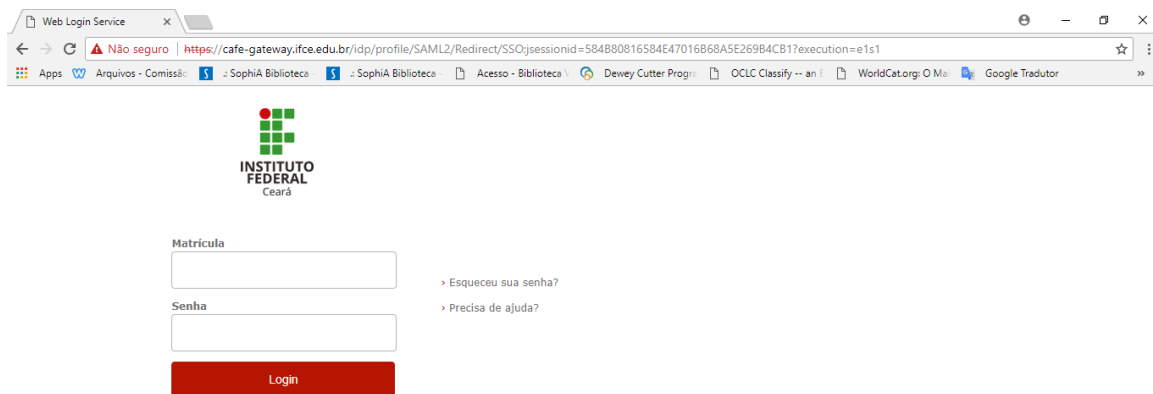 Web Login Service
Não seguro | https://cafe-gateway.ifce.edu.br/idp/profile/SAML2/Redirect/SSO;jsessionid=584B80816584E47016B68A5E269B4CB1?execution=e1s1
Apps Arquivos - Comissão .: SophiA Biblioteca - .: SophiA Biblioteca - Acesso - Biblioteca V Dewey Cutter Progra OCLC Classify -- an E WorldCat.org: O Mai Google Tradutor »
INSTITUTO
FEDERAL
Ceará
Matrícula
› Esqueceu sua senha?
Senha
› Precisa de ajuda?
Login